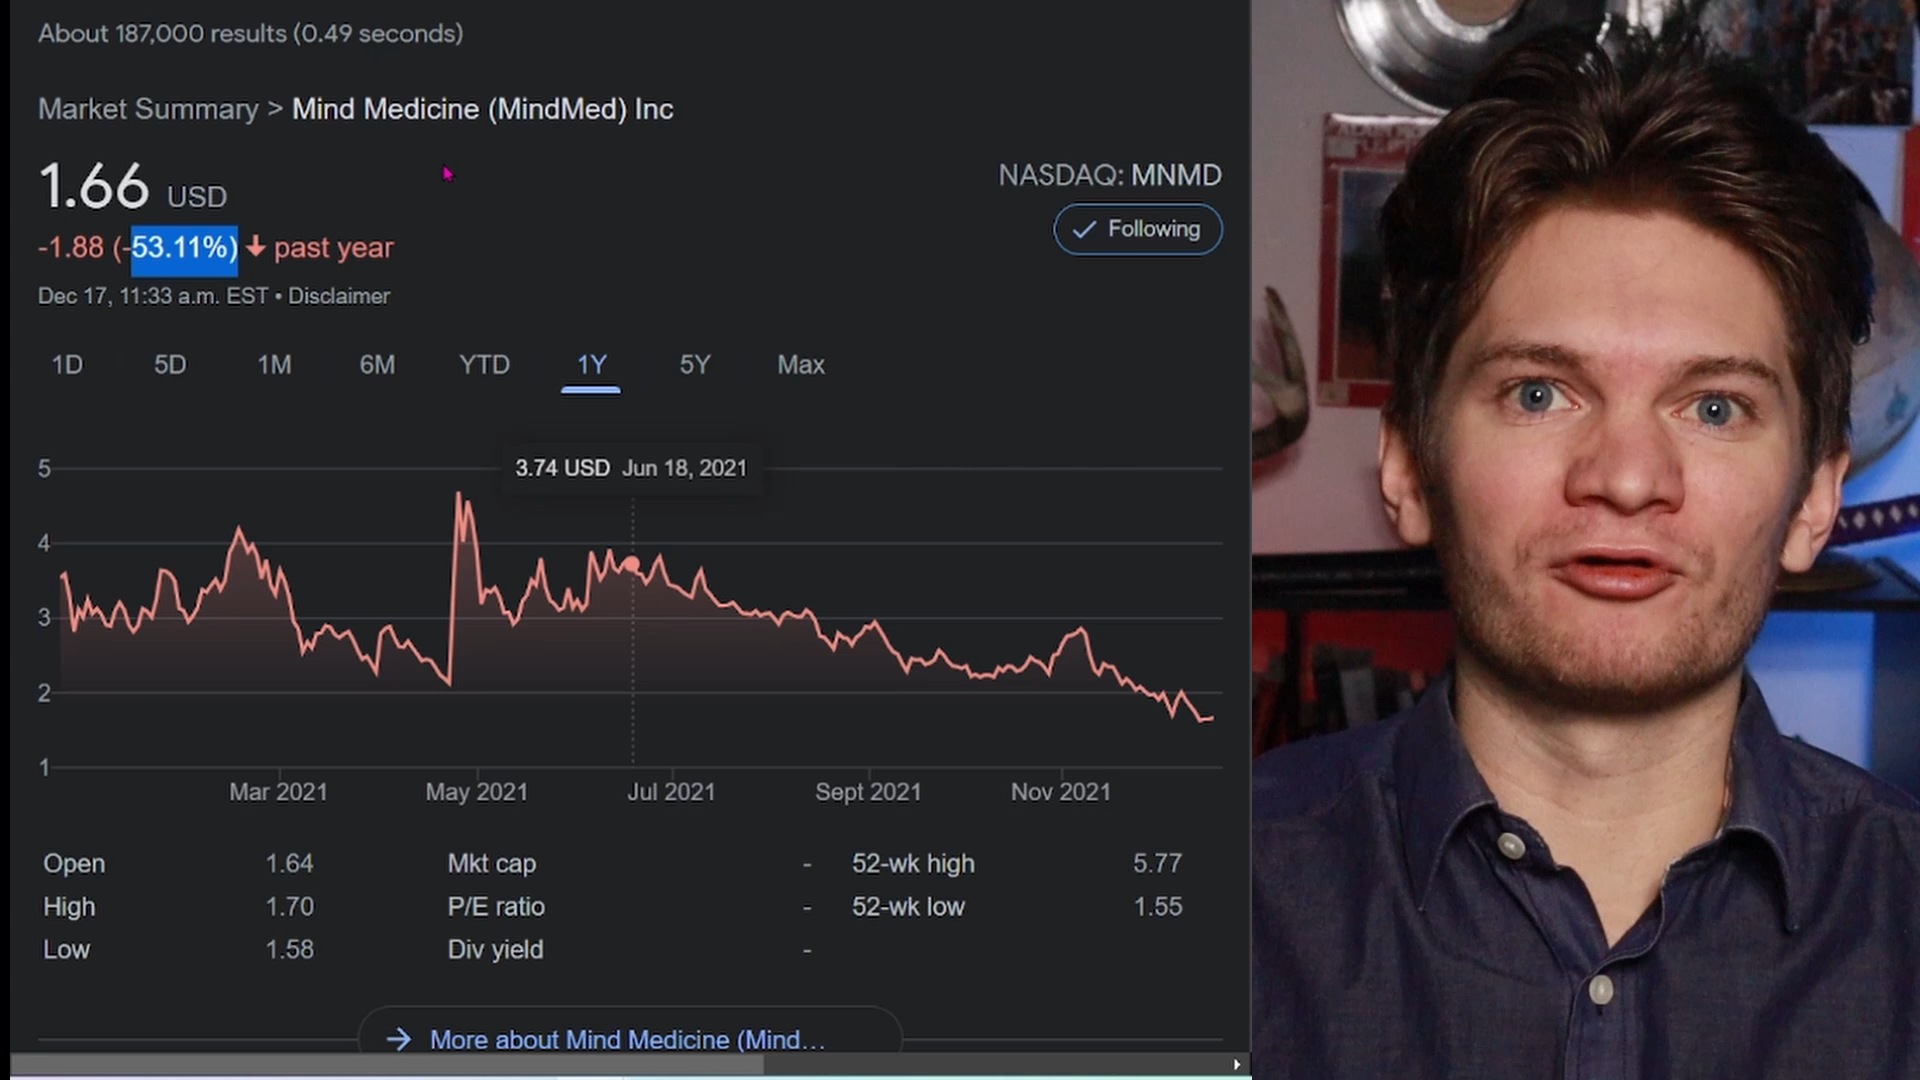 About 187,000 results (0.49 seconds)
Market Summary > Mind Medicine (MindMed) Inc
1.66 USD
NASDAQ: MNMD
-1.88 (-53.11%) ↓ past year
Following
Dec 17, 11:33 a.m. EST • Disclaimer
1D 5D 1M 6M YTD 1Y 5Y Max
3.74 USD Jun 18, 2021
5
4
3
2
1
Mar 2021 May 2021 Jul 2021 Sept 2021 Nov 2021
Open 1.64 Mkt cap - 52-wk high 5.77
High 1.70 P/E ratio - 52-wk low 1.55
Low 1.58 Div yield -
→ More about Mind Medicine (Mind...